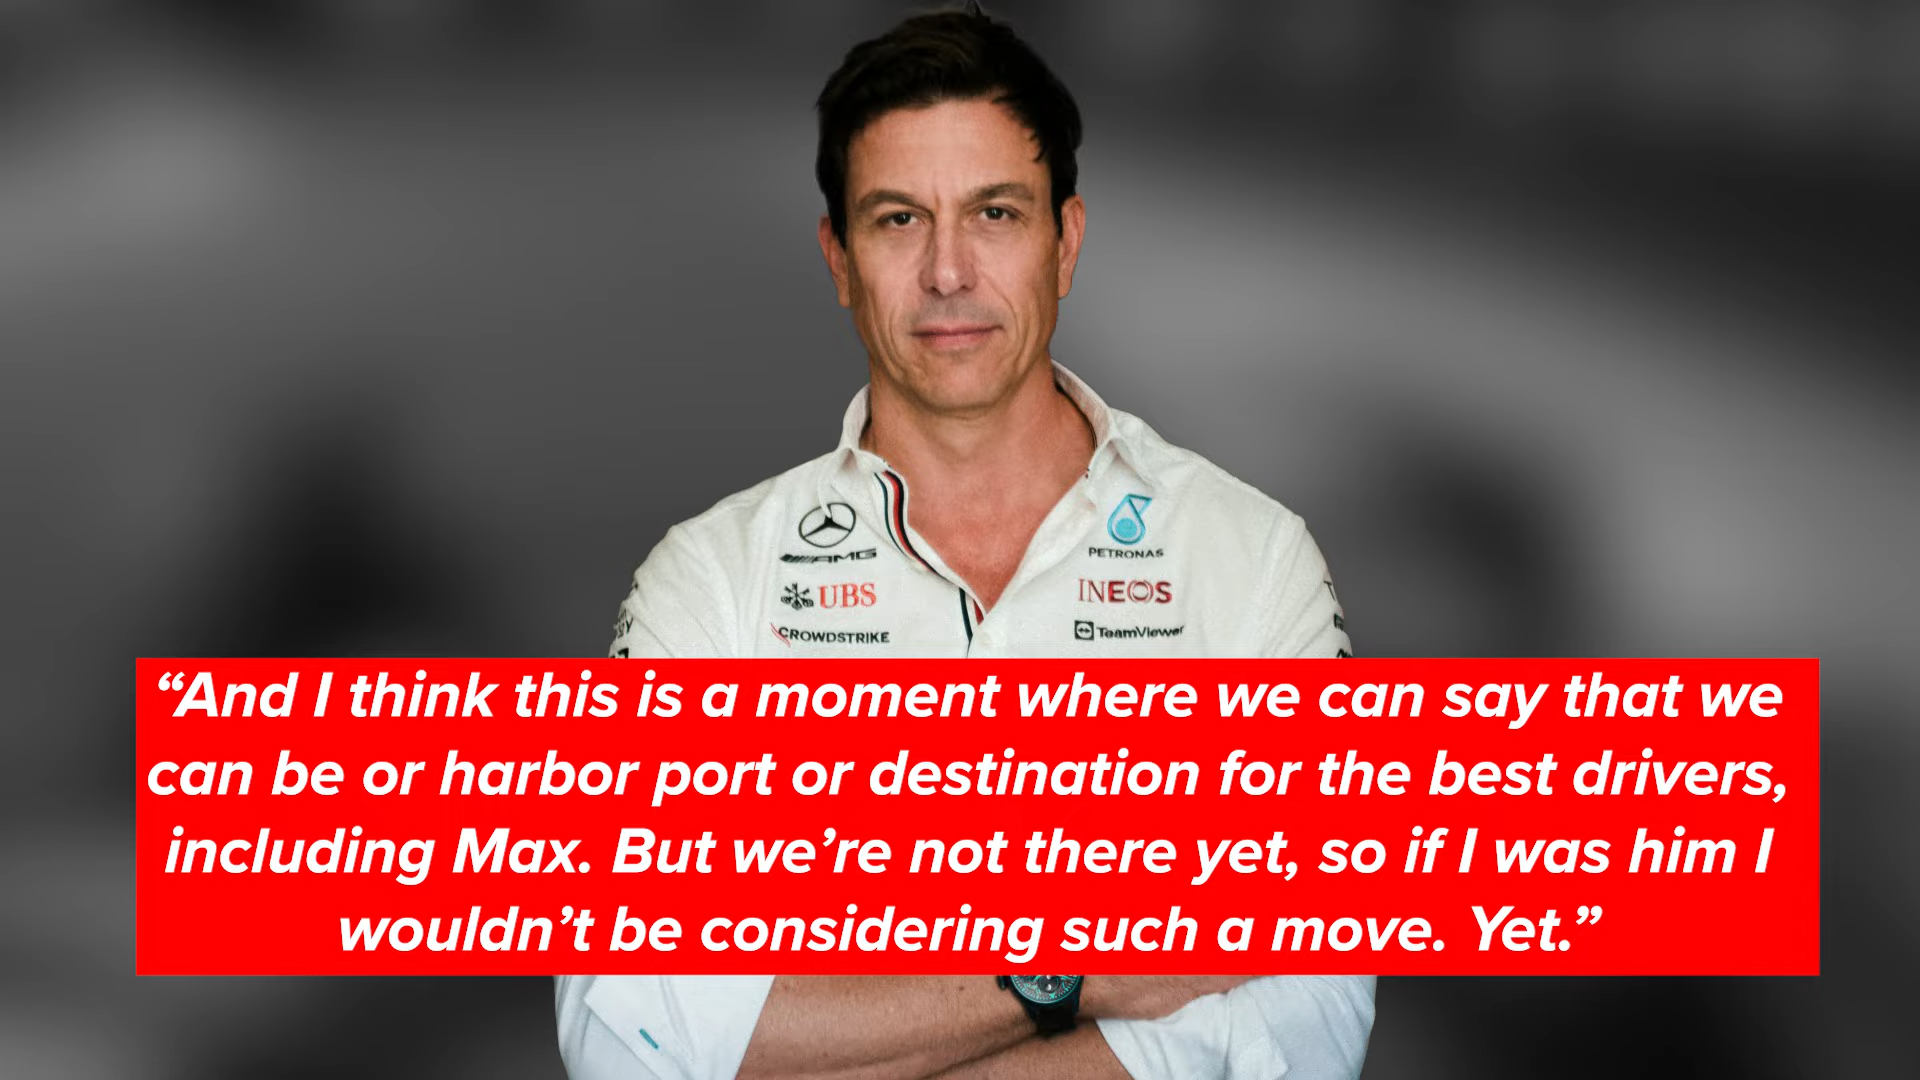 AMG
PETRONAS
UBS
INEOS
CROWDSTRIKE
TeamViewer
“And I think this is a moment where we can say that we
can be or harbor port or destination for the best drivers,
including Max. But we’re not there yet, so if I was him I
wouldn’t be considering such a move. Yet.”